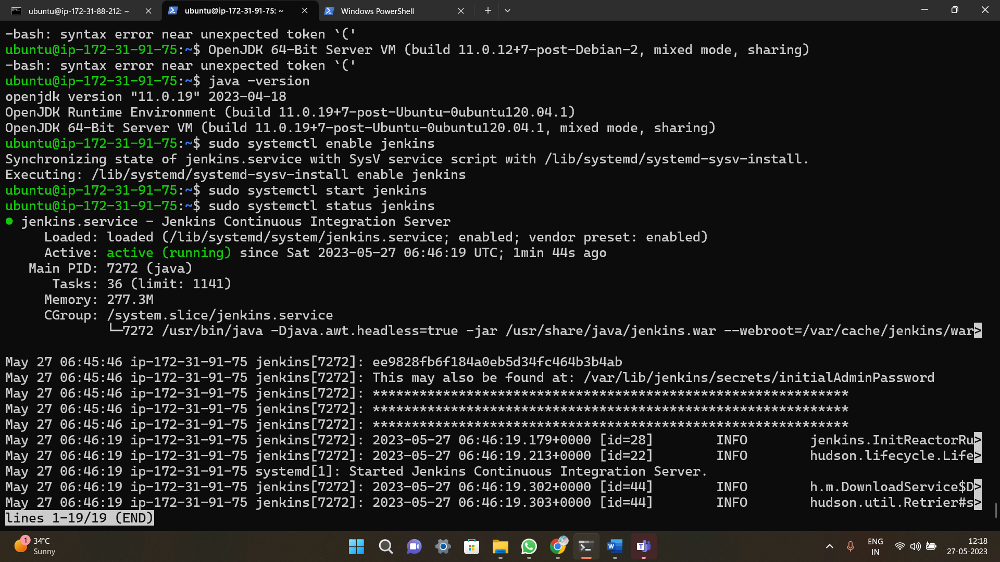 ubuntu@ip-172-31-88-212: ~
ubuntu@ip-172-31-91-75: ~
Windows PowerShell
-bash: syntax error near unexpected token `('
ubuntu@ip-172-31-91-75:~$ OpenJDK 64-Bit Server VM (build 11.0.12+7-post-Debian-2, mixed mode, sharing)
-bash: syntax error near unexpected token `('
ubuntu@ip-172-31-91-75:~$ java -version
openjdk version "11.0.19" 2023-04-18
OpenJDK Runtime Environment (build 11.0.19+7-post-Ubuntu-0ubuntu120.04.1)
OpenJDK 64-Bit Server VM (build 11.0.19+7-post-Ubuntu-0ubuntu120.04.1, mixed mode, sharing)
ubuntu@ip-172-31-91-75:~$ sudo systemctl enable jenkins
Synchronizing state of jenkins.service with SysV service script with /lib/systemd/systemd-sysv-install.
Executing: /lib/systemd/systemd-sysv-install enable jenkins
ubuntu@ip-172-31-91-75:~$ sudo systemctl start jenkins
ubuntu@ip-172-31-91-75:~$ sudo systemctl status jenkins
● jenkins.service - Jenkins Continuous Integration Server
Loaded: loaded (/lib/systemd/system/jenkins.service; enabled; vendor preset: enabled)
Active: active (running) since Sat 2023-05-27 06:46:19 UTC; 1min 44s ago
Main PID: 7272 (java)
Tasks: 36 (limit: 1141)
Memory: 277.3M
CGroup: /system.slice/jenkins.service
└─7272 /usr/bin/java -Djava.awt.headless=true -jar /usr/share/java/jenkins.war --webroot=/var/cache/jenkins/war>
May 27 06:45:46 ip-172-31-91-75 jenkins[7272]: ee9828fb6f184a0eb5d34fc464b3b4ab
May 27 06:45:46 ip-172-31-91-75 jenkins[7272]: This may also be found at: /var/lib/jenkins/secrets/initialAdminPassword
May 27 06:45:46 ip-172-31-91-75 jenkins[7272]: *************************************************************
May 27 06:45:46 ip-172-31-91-75 jenkins[7272]: *************************************************************
May 27 06:45:46 ip-172-31-91-75 jenkins[7272]: *************************************************************
May 27 06:46:19 ip-172-31-91-75 jenkins[7272]: 2023-05-27 06:46:19.179+0000 [id=28] INFO jenkins.InitReactorRu>
May 27 06:46:19 ip-172-31-91-75 jenkins[7272]: 2023-05-27 06:46:19.213+0000 [id=22] INFO hudson.lifecycle.Life>
May 27 06:46:19 ip-172-31-91-75 systemd[1]: Started Jenkins Continuous Integration Server.
May 27 06:46:19 ip-172-31-91-75 jenkins[7272]: 2023-05-27 06:46:19.302+0000 [id=44] INFO h.m.DownloadService$D>
May 27 06:46:19 ip-172-31-91-75 jenkins[7272]: 2023-05-27 06:46:19.303+0000 [id=44] INFO hudson.util.Retrier#s>
lines 1-19/19 (END)
1
34°C
Sunny
W
T
ENG
IN
12:18
27-05-2023